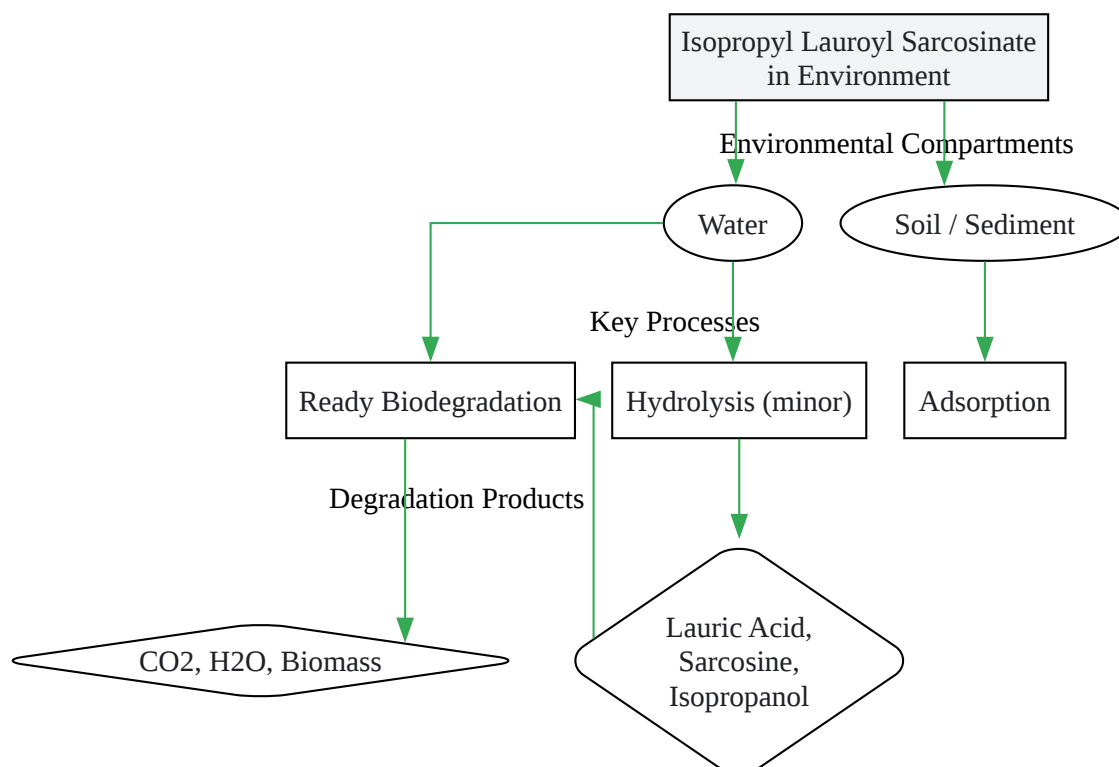 Isopropyl Lauroyl Sarcosinate
in Environment
Environmental Compartments
Water
Soil / Sediment
Key Processes
Ready Biodegradation
Hydrolysis (minor)
Adsorption
Degradation Products
CO2, H2O, Biomass
Lauric Acid,
Sarcosine,
Isopropanol